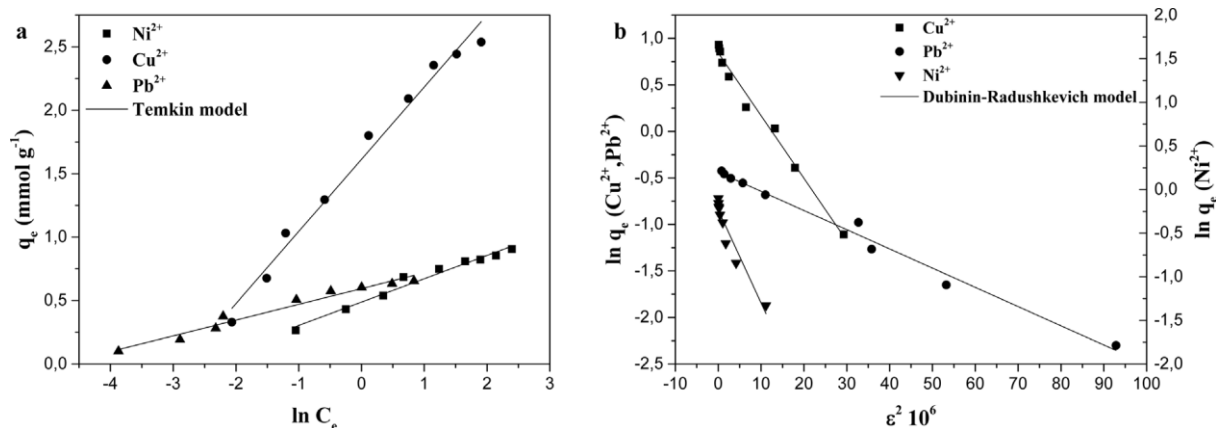 a
Ni²⁺
Cu²⁺
Pb²⁺
Temkin model
2,5
2,0
1,5
1,0
0,5
0,0
qₑ (mmol g⁻¹)
-4 -3 -2 -1 0 1 2 3
ln Cₑ
b
Cu²⁺
Pb²⁺
Ni²⁺
Dubinin-Radushkevich model
1,0
0,5
0,0
-0,5
-1,0
-1,5
-2,0
-2,5
ln qₑ (Cu²⁺,Pb²⁺)
2,0
1,5
1,0
0,5
0,0
-0,5
-1,0
-1,5
-2,0
ln qₑ (Ni²⁺)
-10 0 10 20 30 40 50 60 70 80 90 100
ε² 10⁶